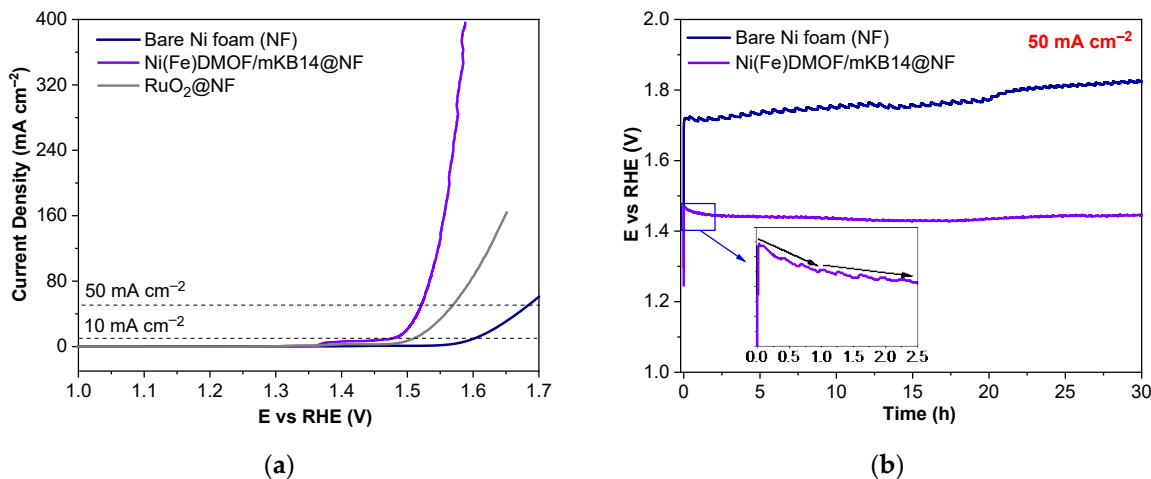 Bare Ni foam (NF)
Ni(Fe)DMOF/mKB14@NF
RuO₂@NF
50 mA cm⁻²
10 mA cm⁻²
Current Density (mA cm⁻²)
400
320
240
160
80
0
1.0 1.1 1.2 1.3 1.4 1.5 1.6 1.7
E vs RHE (V)
(a)
Bare Ni foam (NF)
Ni(Fe)DMOF/mKB14@NF
50 mA cm⁻²
E vs RHE (V)
2.0
1.8
1.6
1.4
1.2
1.0
0.0 0.5 1.0 1.5 2.0 2.5
0 5 10 15 20 25 30
Time (h)
(b)